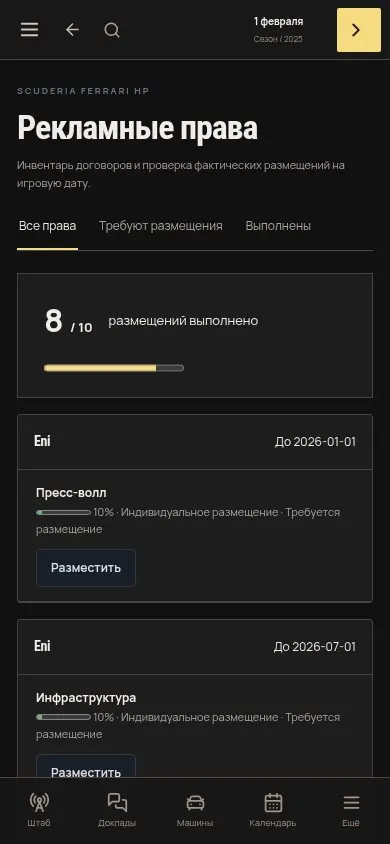 1 февраля
Сезон / 2025
SCUDERIA FERRARI HP
Рекламные права
Инвентарь договоров и проверка фактических размещений на
игровую дату.
Все права
Требуют размещения
Выполнены
8 / 10 размещений выполнено
Eni
До 2026-01-01
Пресс-волл
10% · Индивидуальное размещение · Требуется
размещение
Разместить
Eni
До 2026-07-01
Инфраструктура
10% · Индивидуальное размещение · Требуется
размещение
Разместить
Штаб
Доклады
Машины
Календарь
Ещё